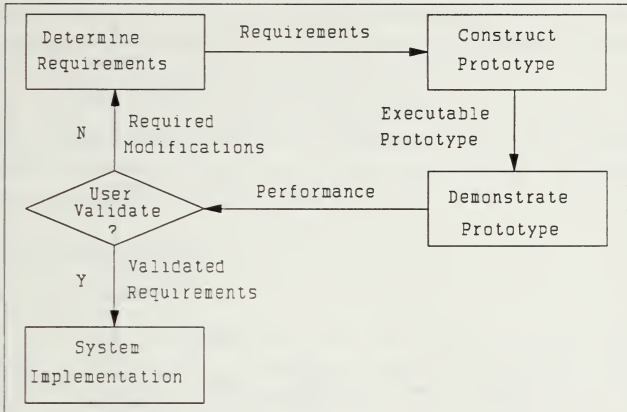 Determine
Requirements
Requirements
Construct
Prototype
Executable
Prototype
N
Required
Modifications
User
Validate
?
Performance
Demonstrate
Prototype
Y
Validated
Requirements
System
Implementation